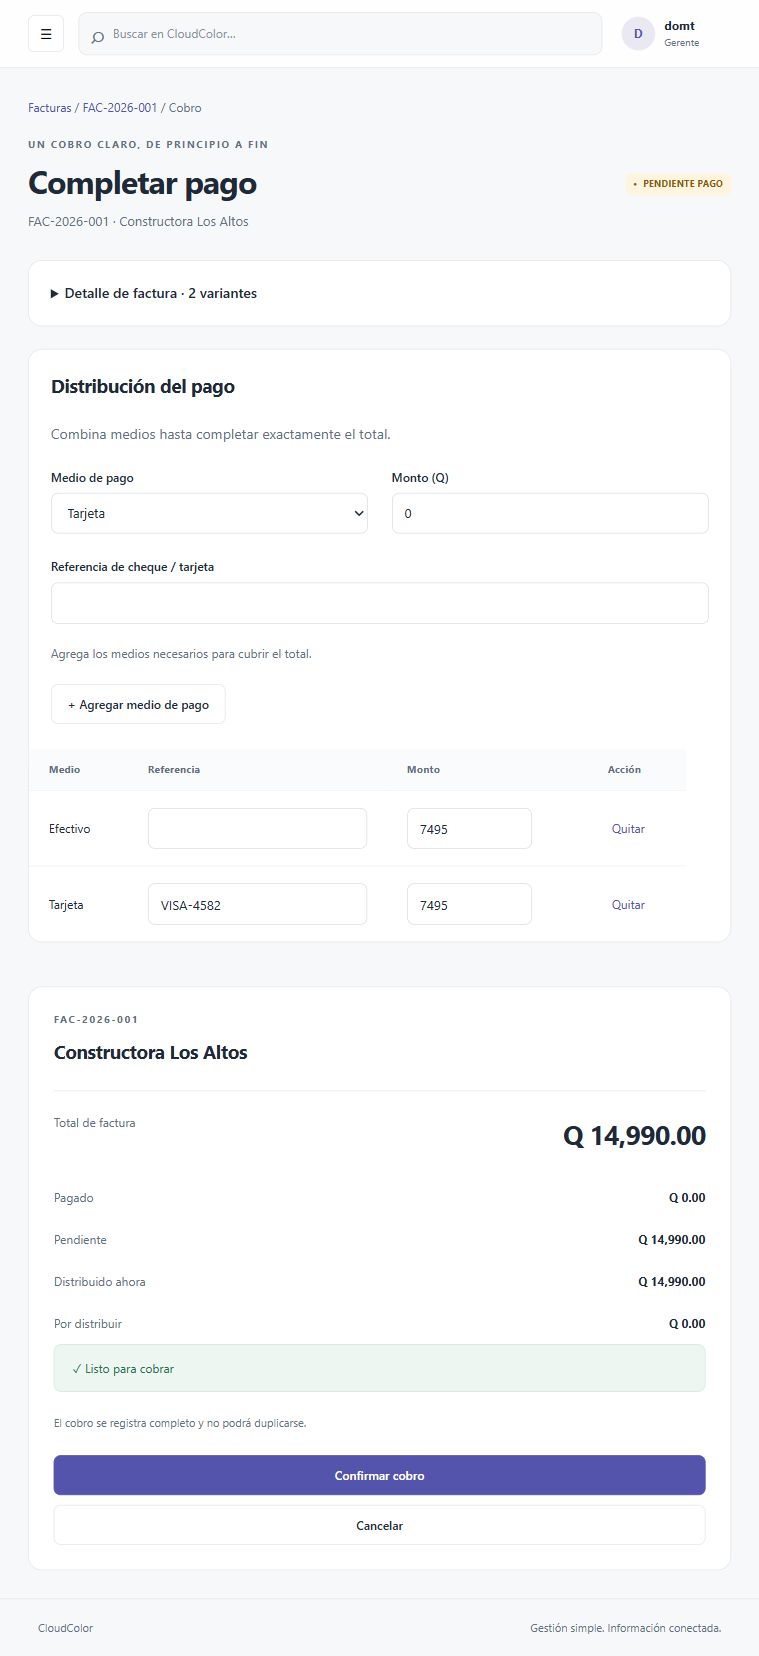 ☰
Buscar en CloudColor...
D
domt
Gerente
Facturas / FAC-2026-001 / Cobro
UN COBRO CLARO, DE PRINCIPIO A FIN
Completar pago
• PENDIENTE PAGO
FAC-2026-001 · Constructora Los Altos
▶ Detalle de factura · 2 variantes
Distribución del pago
Combina medios hasta completar exactamente el total.
Medio de pago Monto (Q)
Tarjeta 0
Referencia de cheque / tarjeta
Agrega los medios necesarios para cubrir el total.
+ Agregar medio de pago
Medio Referencia Monto Acción
Efectivo 7495 Quitar
Tarjeta VISA-4582 7495 Quitar
FAC-2026-001
Constructora Los Altos
Total de factura Q 14,990.00
Pagado Q 0.00
Pendiente Q 14,990.00
Distribuido ahora Q 14,990.00
Por distribuir Q 0.00
✓ Listo para cobrar
El cobro se registra completo y no podrá duplicarse.
Confirmar cobro
Cancelar
CloudColor Gestión simple. Información conectada.